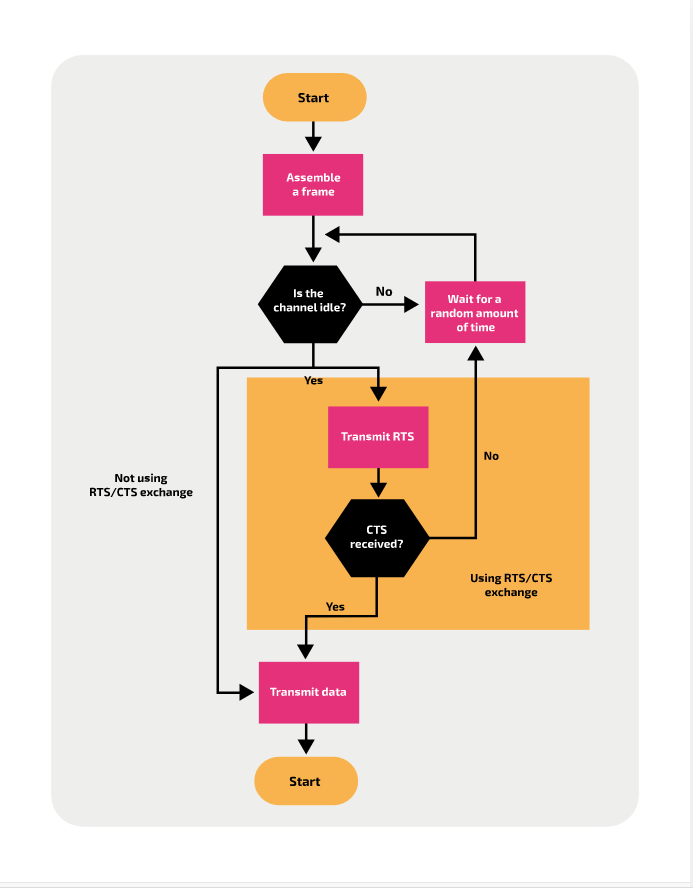 Start
Assemble
a frame
Is the
channel idle?
No
Wait for a
random amount
of time
Yes
Transmit RTS
No
Not using
RTS/CTS exchange
CTS
received?
Using RTS/CTS
exchange
Yes
Transmit data
Start